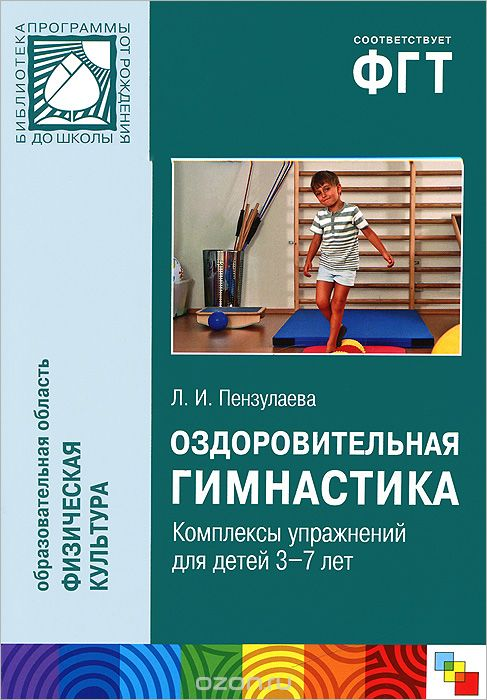 БИБЛИОТЕКА
ПРОГРАММЫ
ОТ РОЖДЕНИЯ
ДО ШКОЛЫ
СООТВЕТСТВУЕТ
ФГТ
Л. И. Пензулаева
ОЗДОРОВИТЕЛЬНАЯ
ГИМНАСТИКА
Комплексы упражнений
для детей 3–7 лет
образовательная область
ФИЗИЧЕСКАЯ
КУЛЬТУРА
ozon.ru